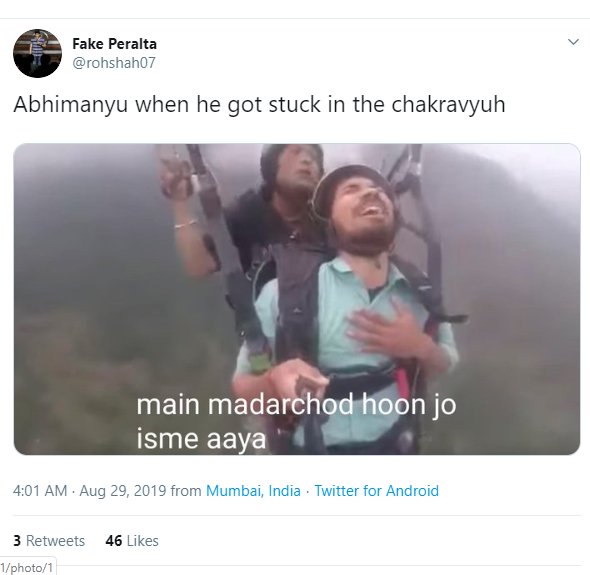 Fake Peralta
@rohshah07
Abhimanyu when he got stuck in the chakravyuh
main madarchod hoon jo
isme aaya
4:01 AM · Aug 29, 2019 from Mumbai, India · Twitter for Android
3 Retweets 46 Likes
1/photo/1